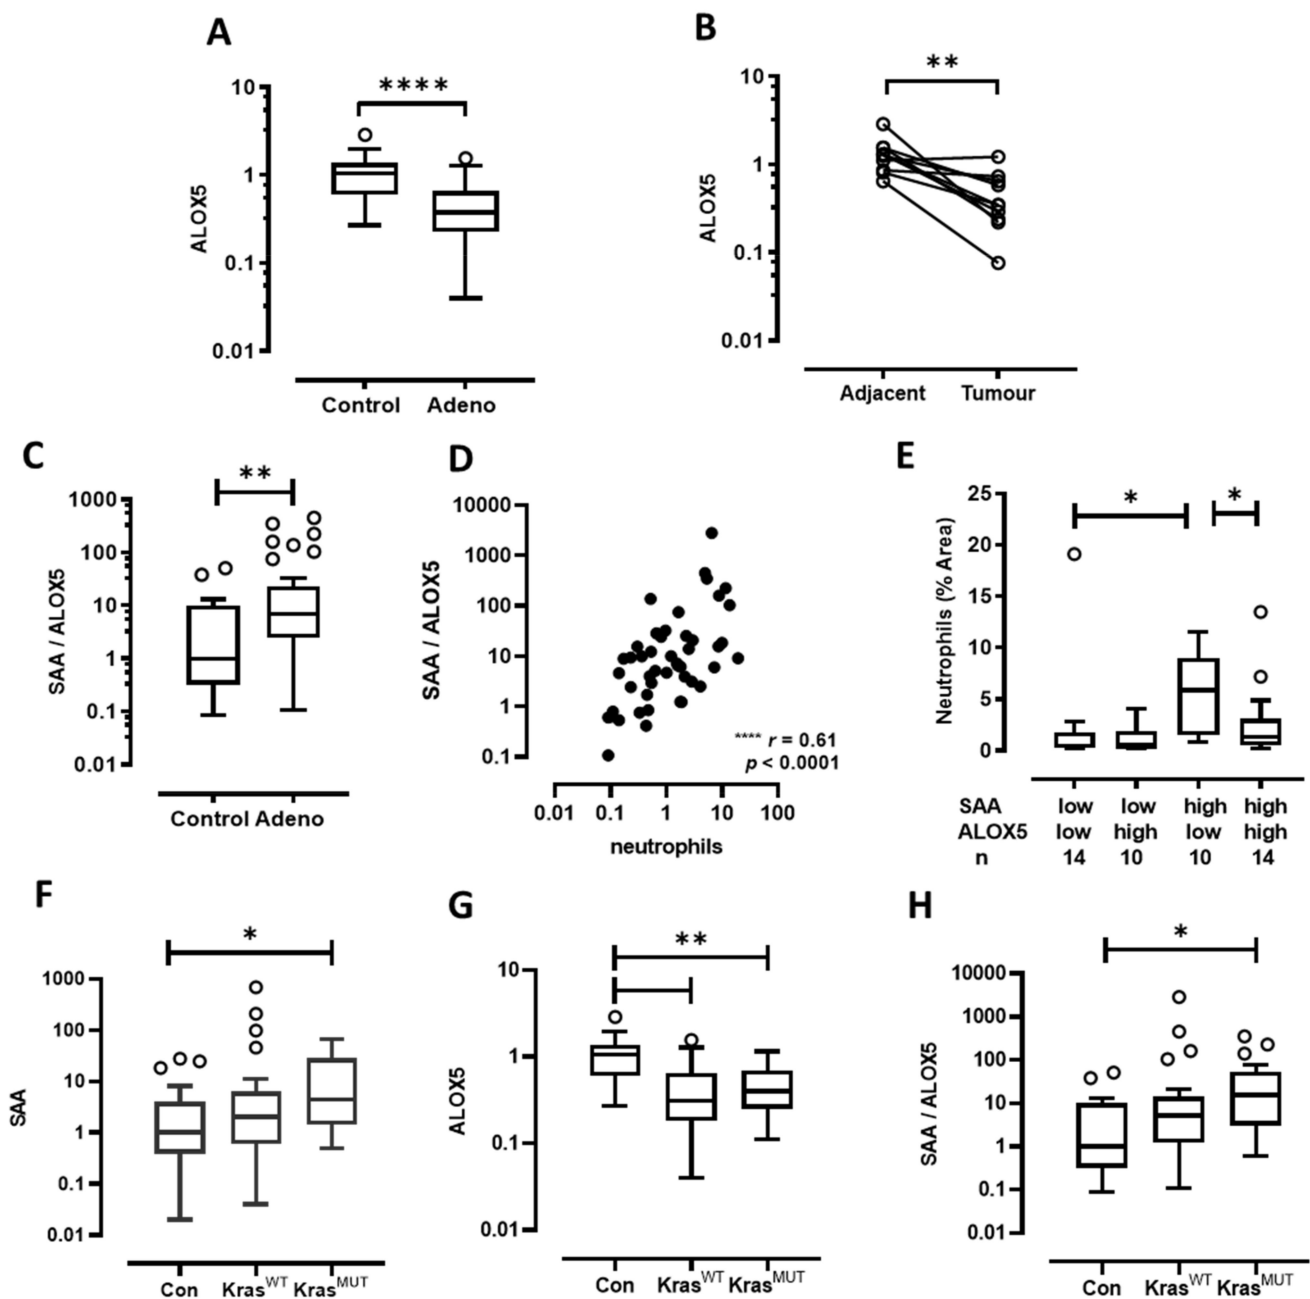 A
****
10
1
0.1
0.01
ALOX5
Control Adeno
B
**
10
1
0.1
0.01
ALOX5
Adjacent Tumour
C
**
1000
100
10
1
0.1
0.01
SAA / ALOX5
Control Adeno
D
10000
1000
100
10
1
0.1
SAA / ALOX5
**** r = 0.61
p < 0.0001
0.01 0.1 1 10 100
neutrophils
E
* *
25
20
15
10
5
0
Neutrophils (% Area)
SAA low low high high
ALOX5 low high low high
n 14 10 10 14
F
*
1000
100
10
1
0.1
0.01
SAA
Con KrasWT KrasMUT
G
**
10
1
0.1
0.01
ALOX5
Con KrasWT KrasMUT
H
*
10000
1000
100
10
1
0.1
0.01
SAA / ALOX5
Con KrasWT KrasMUT